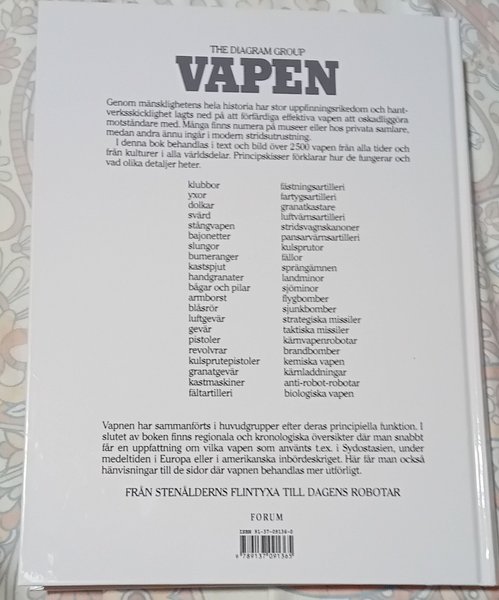 THE DIAGRAM GROUP
VAPEN
Genom mänsklighetens hela historia har stor uppfinningsrikedom och hant-
verksskicklighet lagts ned på att förfärdiga effektiva vapen att oskadliggöra
motståndare med. Många finns numera på museer eller hos privata samlare,
medan andra ännu ingår i modern stridsutrustning.
I denna bok behandlas i text och bild över 2500 vapen från alla tider och
från kulturer i alla världsdelar. Principskisser förklarar hur de fungerar och
vad olika detaljer heter.
klubbor
yxor
dolkar
svärd
stångvapen
bajonetter
slungor
bumeranger
kastspjut
handgranater
bågar och pilar
armborst
blåsrör
luftgevär
gevär
pistoler
revolvrar
kulsprutepistoler
granatgevär
kastmaskiner
fältartilleri
fästningsartilleri
fartygsartilleri
granatkastare
luftvärnsartilleri
stridsvagnskanoner
pansarvärnsartilleri
kulsprutor
fällor
sprängämnen
landminor
sjöminor
flygbomber
sjunkbomber
strategiska missiler
taktiska missiler
kärnvapenrobotar
brandbomber
kemiska vapen
kärnladdningar
anti-robot-robotar
biologiska vapen
Vapnen har sammanförts i huvudgrupper efter deras principiella funktion. I
slutet av boken finns regionala och kronologiska översikter där man snabbt
får en uppfattning om vilka vapen som använts t.ex. i Sydostasien, under
medeltiden i Europa eller i amerikanska inbördeskriget. Här får man också
hänvisningar till de sidor där vapnen behandlas mer utförligt.
FRÅN STENÅLDERNS FLINTYXA TILL DAGENS ROBOTAR
FORUM
ISBN 91-37-09136-0
9 789137 091365